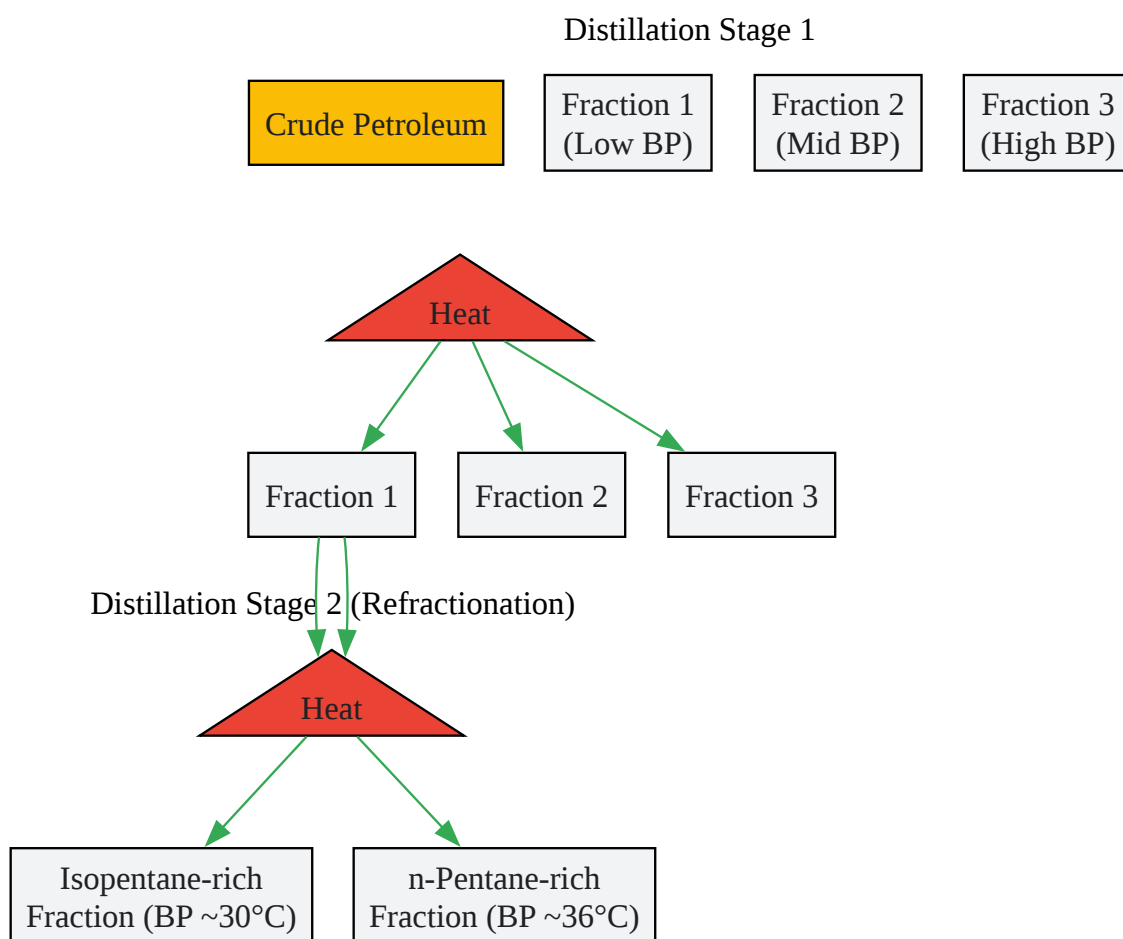 Distillation Stage 1
Crude Petroleum
Fraction 1
(Low BP)
Fraction 2
(Mid BP)
Fraction 3
(High BP)
Heat
Fraction 1
Fraction 2
Fraction 3
Distillation Stage 2 (Refractionation)
Heat
Isopentane-rich
Fraction (BP ~30°C)
n-Pentane-rich
Fraction (BP ~36°C)